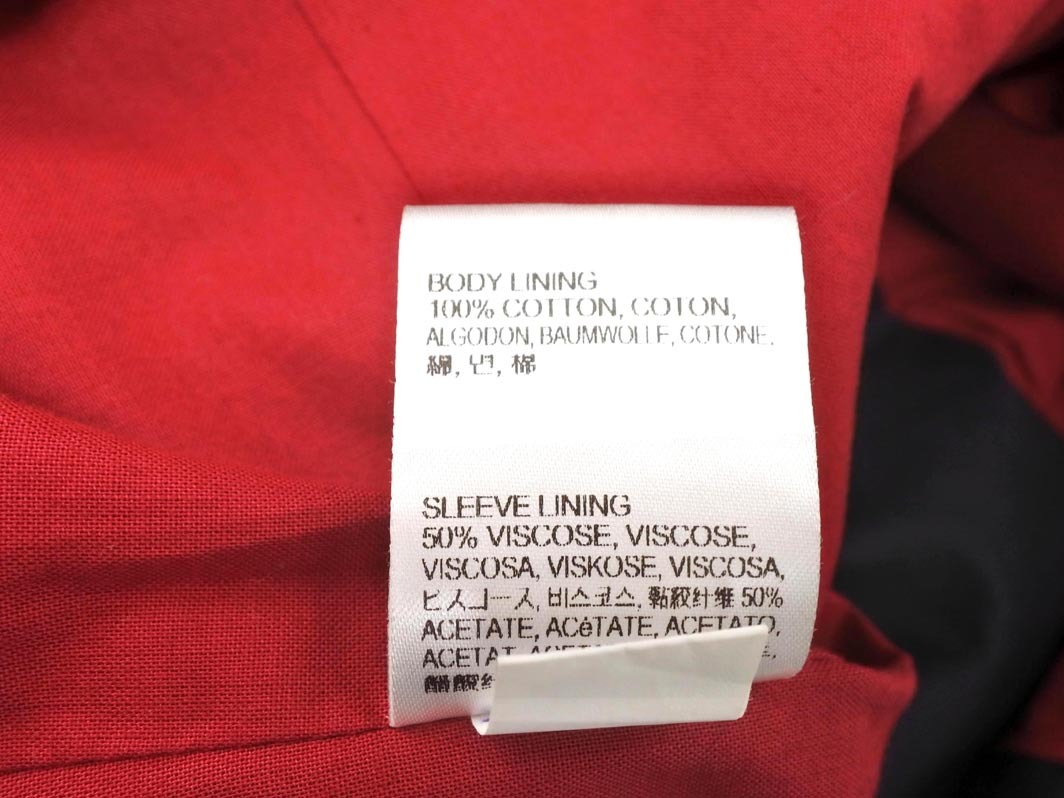 BODY LINING
100% COTTON, COTON,
ALGODON, BAUMWOLLE, COTONE,
綿, 면, 棉
SLEEVE LINING
50% VISCOSE, VISCOSE,
VISCOSA, VISKOSE, VISCOSA,
ビスコース, 비스코스, 黏胶纤维 50%
ACETATE, ACéTATE, ACETATO,